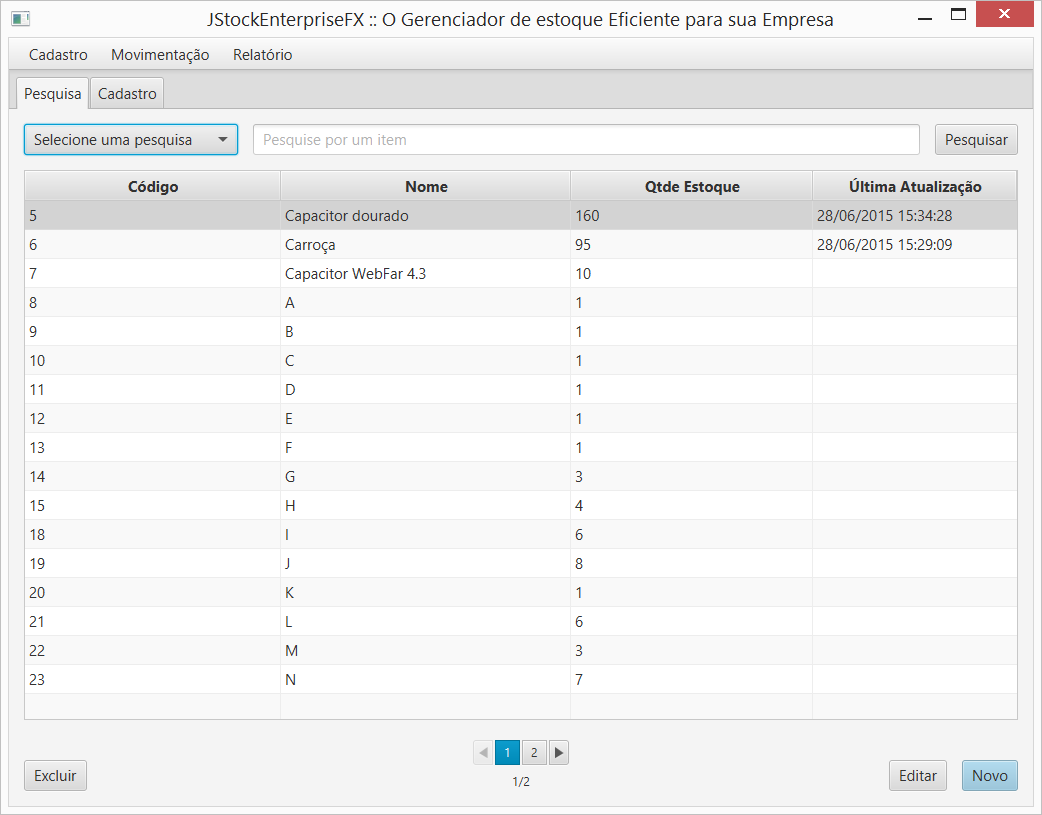 JStockEnterpriseFX :: O Gerenciador de estoque Eficiente para sua Empresa
Cadastro Movimentação Relatório
Pesquisa Cadastro
Selecione uma pesquisa Pesquise por um item Pesquisar
Código Nome Qtde Estoque Última Atualização
5 Capacitor dourado 160 28/06/2015 15:34:28
6 Carroça 95 28/06/2015 15:29:09
7 Capacitor WebFar 4.3 10
8 A 1
9 B 1
10 C 1
11 D 1
12 E 1
13 F 1
14 G 3
15 H 4
18 I 6
19 J 8
20 K 1
21 L 6
22 M 3
23 N 7
1 2
1/2
Excluir Editar Novo